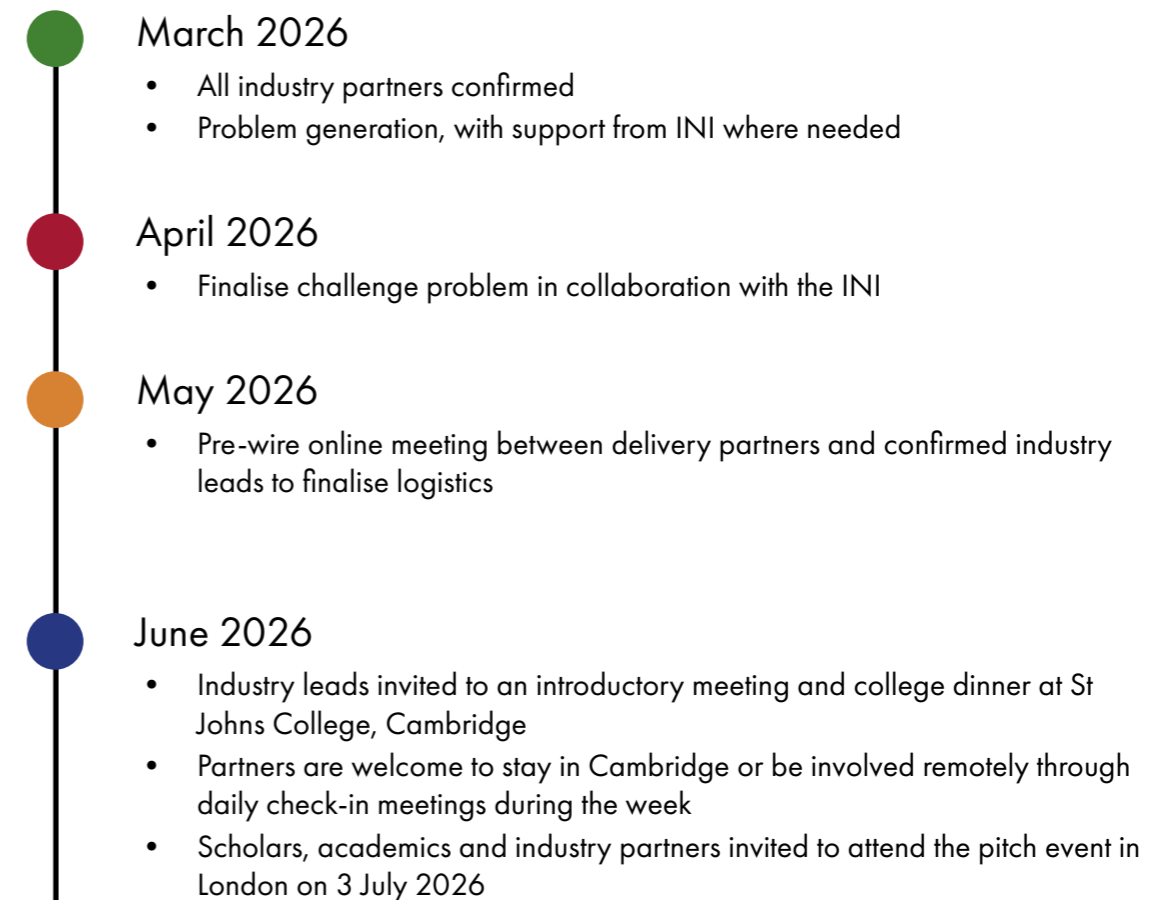 March 2026
• All industry partners confirmed
• Problem generation, with support from INI where needed
April 2026
• Finalise challenge problem in collaboration with the INI
May 2026
• Pre-wire online meeting between delivery partners and confirmed industry
leads to finalise logistics
June 2026
• Industry leads invited to an introductory meeting and college dinner at St
Johns College, Cambridge
• Partners are welcome to stay in Cambridge or be involved remotely through
daily check-in meetings during the week
• Scholars, academics and industry partners invited to attend the pitch event in
London on 3 July 2026